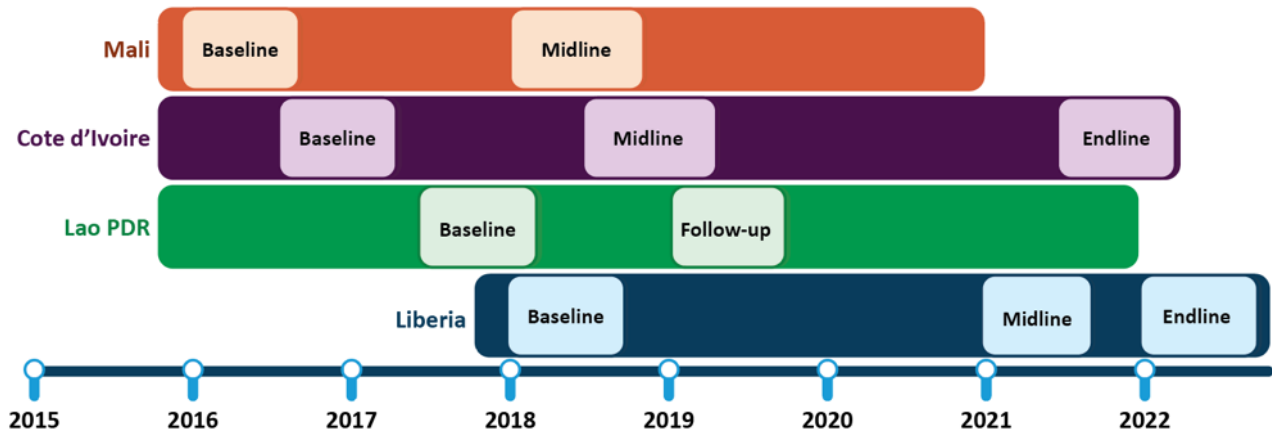 Mali
Baseline
Midline
Cote d’Ivoire
Baseline
Midline
Endline
Lao PDR
Baseline
Follow-up
Liberia
Baseline
Midline
Endline
2015 2016 2017 2018 2019 2020 2021 2022